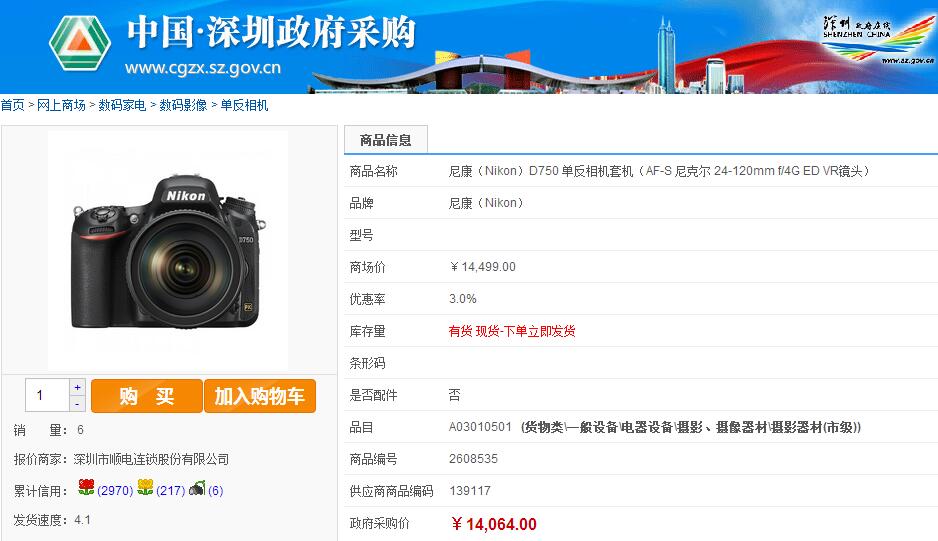 中国·深圳政府采购
www.cgzx.sz.gov.cn
深圳 政府在线
SHENZHEN CHINA
www.sz.gov.cn
首页 > 网上商场 > 数码家电 > 数码影像 > 单反相机
Nikon
D750
FX
1
+
-
购 买
加入购物车
销 量： 6
报价商家：深圳市顺电连锁股份有限公司
累计信用： (2970) (217) (6)
发货速度：4.1
商品信息
商品名称 尼康（Nikon）D750 单反相机套机（AF-S 尼克尔 24-120mm f/4G ED VR镜头）
品牌 尼康（Nikon）
型号
商场价 ￥14,499.00
优惠率 3.0%
库存量 有货 现货-下单立即发货
条形码
是否配件 否
品目 A03010501 (货物类\一般设备\电器设备\摄影、摄像器材\摄影器材(市级))
商品编号 2608535
供应商商品编码 139117
政府采购价 ￥14,064.00